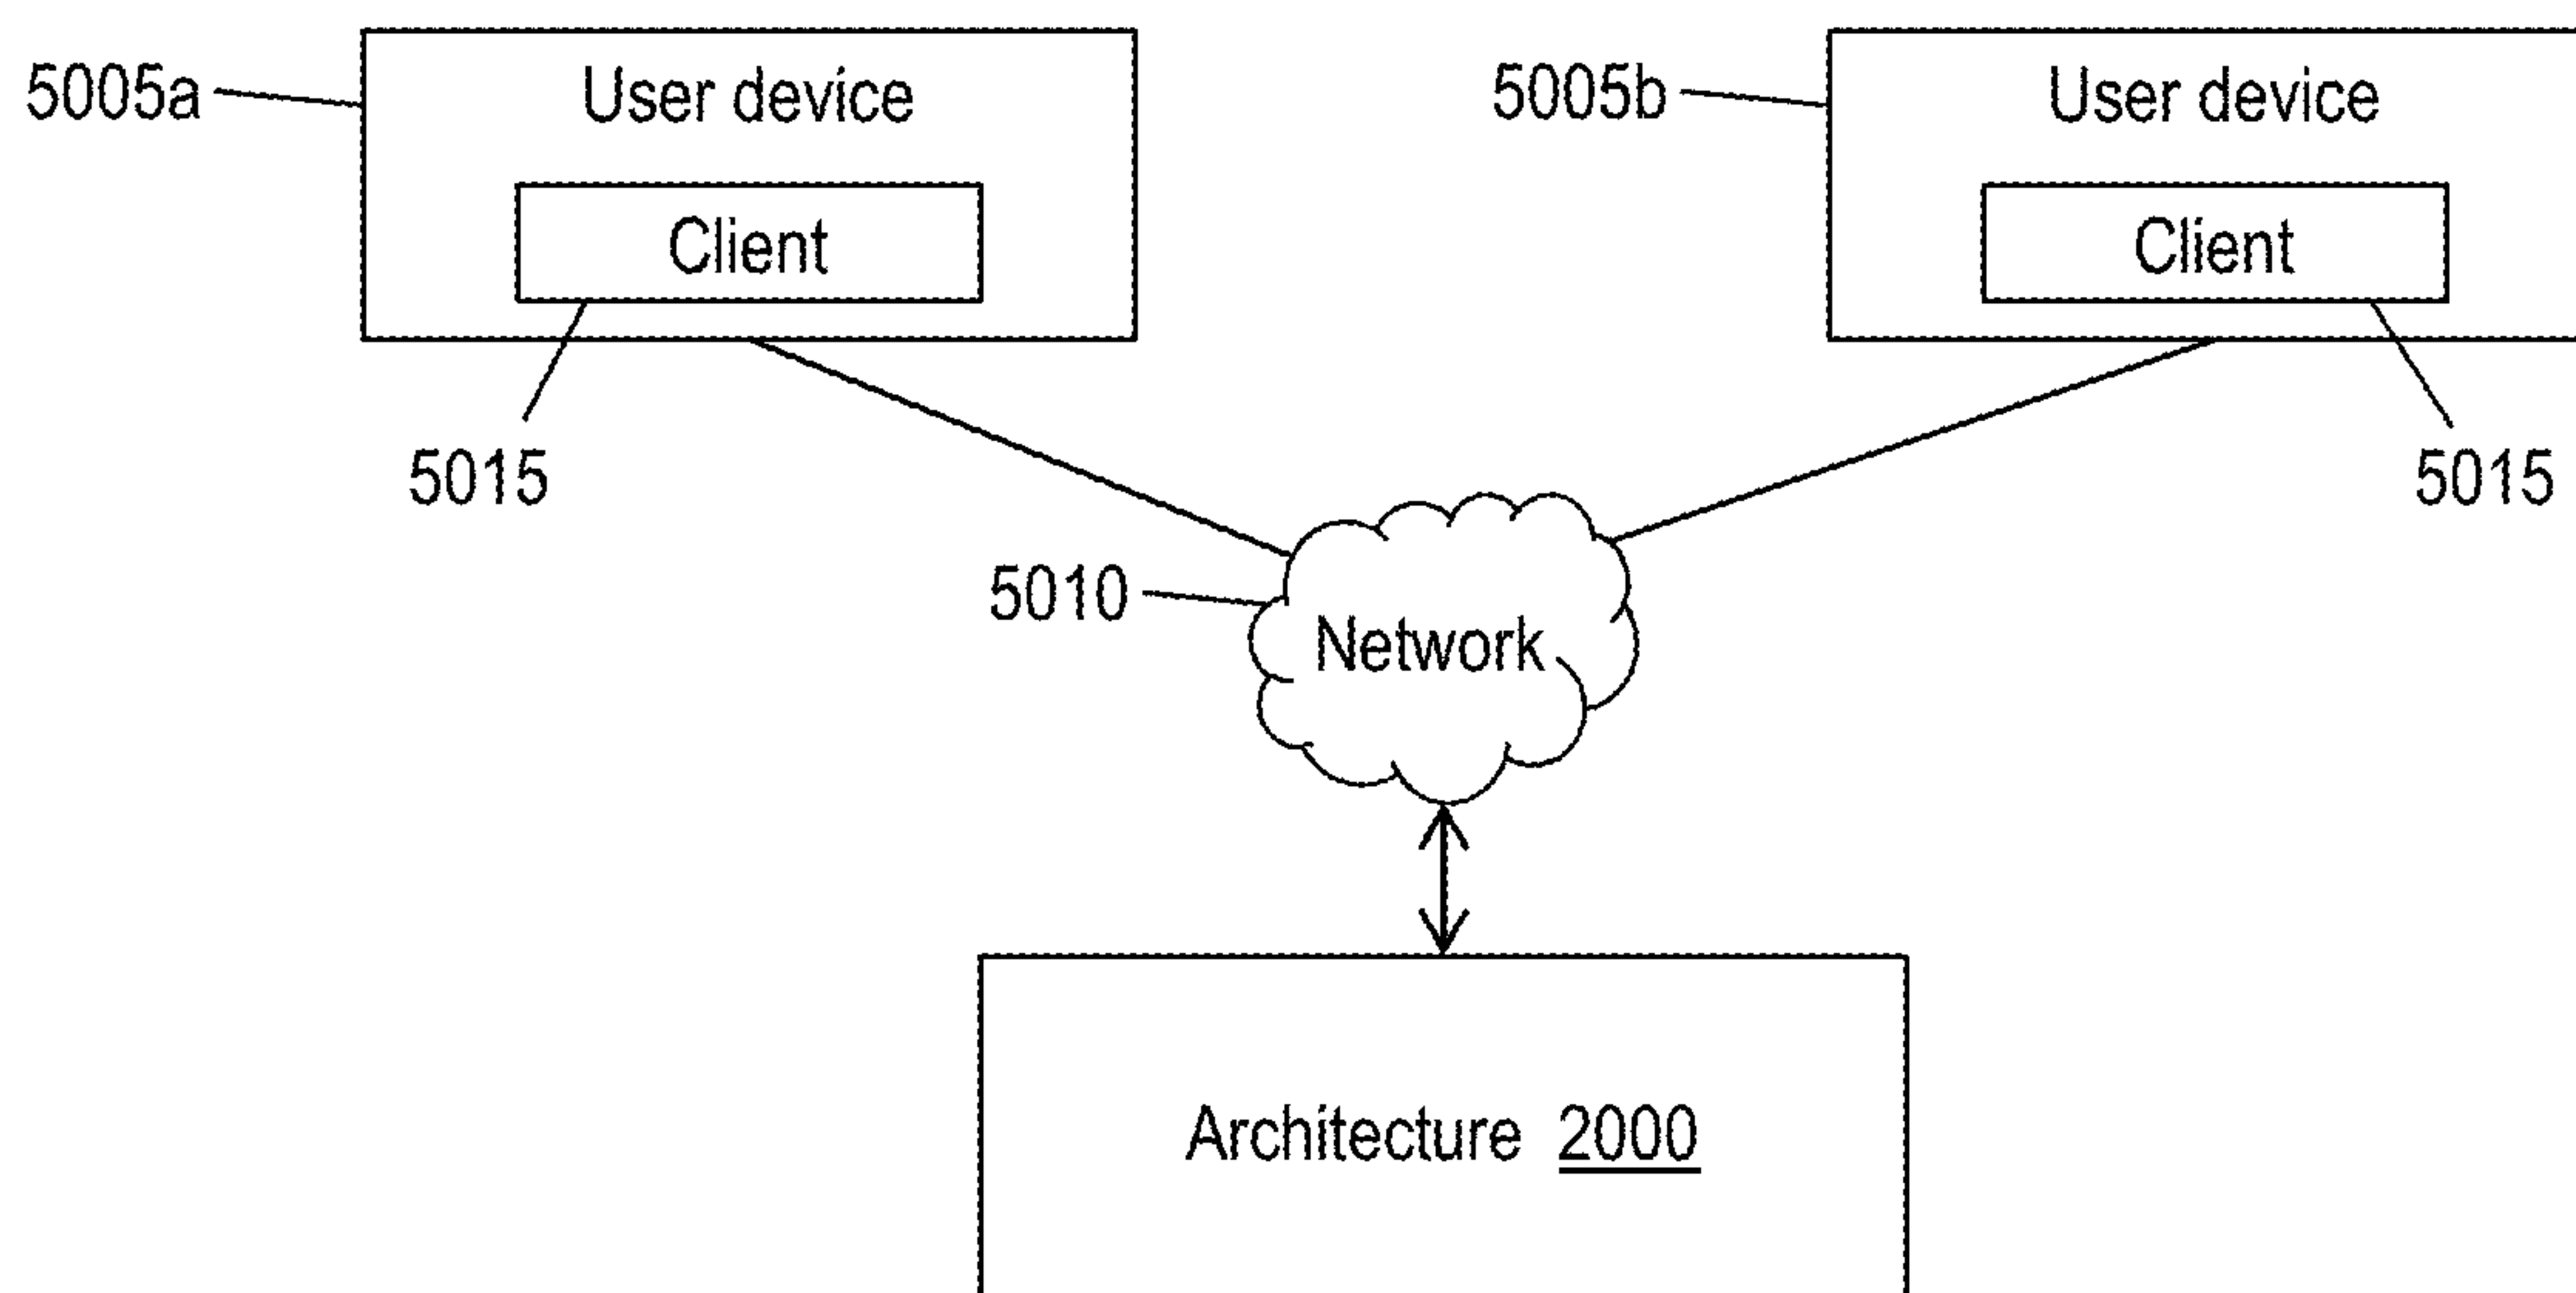 5005a
User device
5005b
User device
Client
Client
5015
5015
5010
Network
Architecture 2000